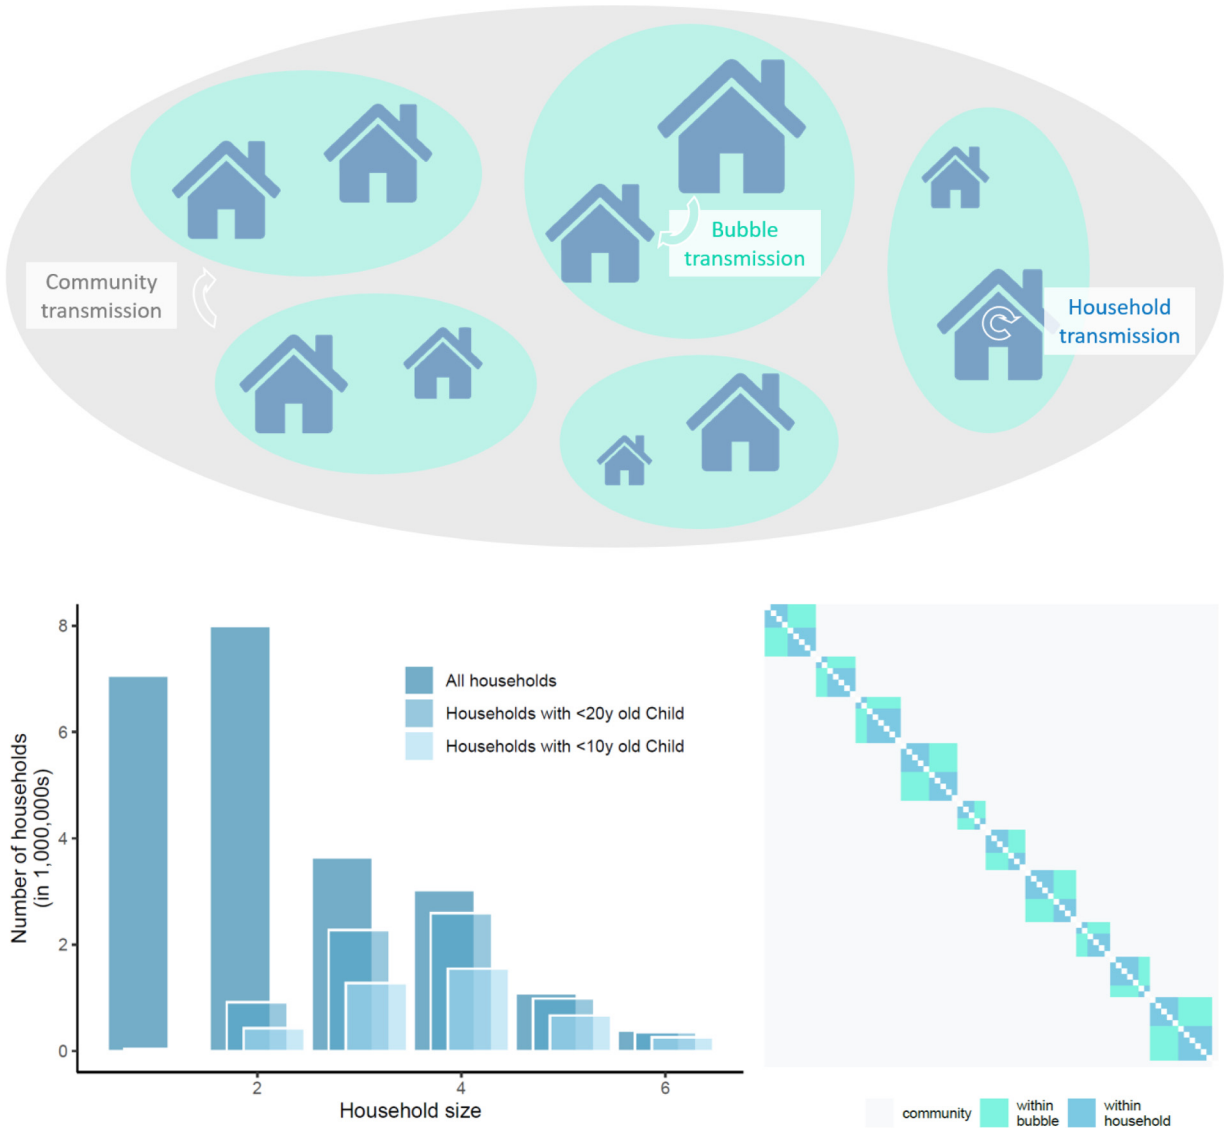 Community
transmission
Bubble
transmission
Household
transmission
Number of households
(in 1,000,000s)
8
6
4
2
0
All households
Households with <20y old Child
Households with <10y old Child
2
4
6
Household size
community
within
bubble
within
household